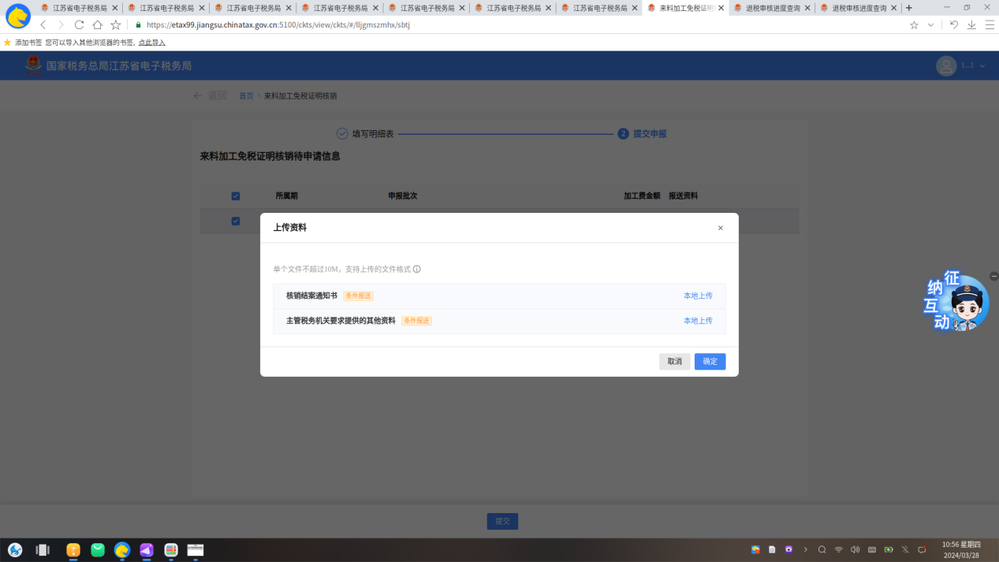 江苏省电子税务局
江苏省电子税务局
江苏省电子税务局
江苏省电子税务局
江苏省电子税务局
江苏省电子税务局
江苏省电子税务局
来料加工免税证明
退税审核进度查询
退税审核进度查询
https://etax99.jiangsu.chinatax.gov.cn:5100/ckts/view/ckts/#/lljgmszmhx/sbtj
添加书签 您可以导入其他浏览器的书签, 点此导入
国家税务总局江苏省电子税务局
1...1
返回 首页 › 来料加工免税证明核销
填写明细表 2 提交申报
来料加工免税证明核销待申请信息
所属期 申报批次 加工费金额 报送资料
上传资料
单个文件不超过10M，支持上传的文件格式
核销结案通知书 条件报送 本地上传
主管税务机关要求提供的其他资料 条件报送 本地上传
取消 确定
征纳互动
提交
10:56 星期四
2024/03/28